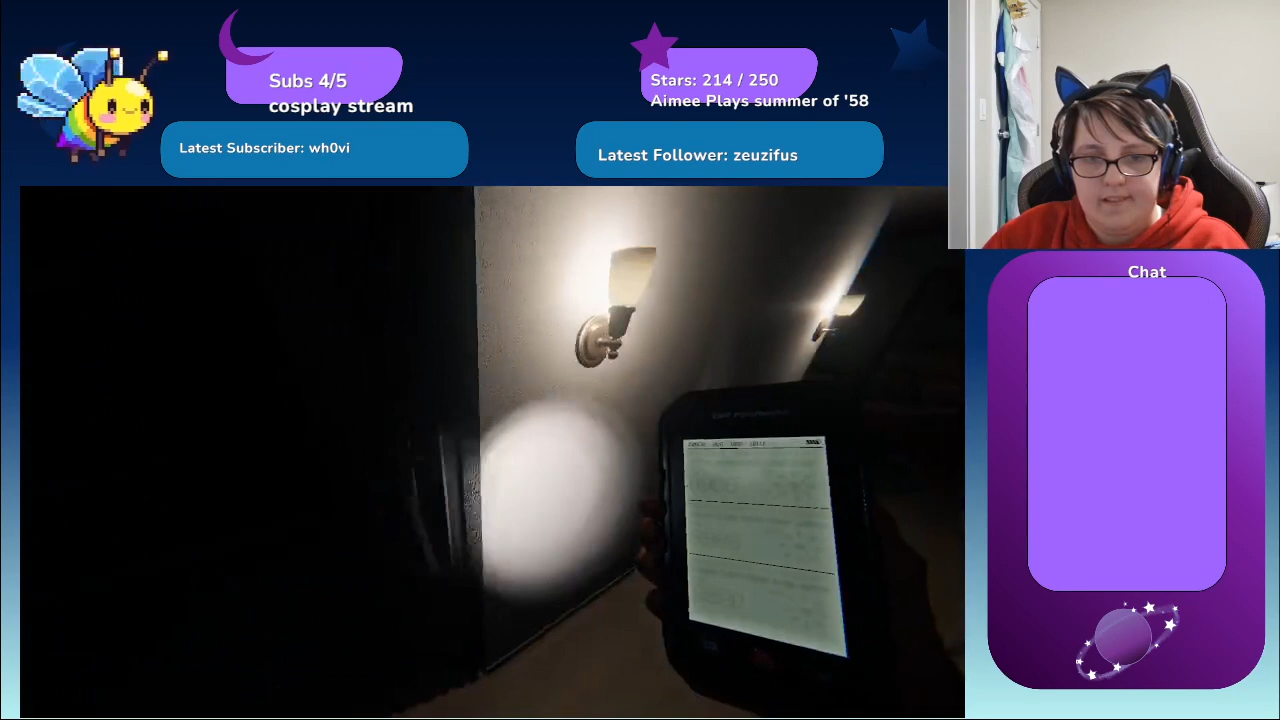 Subs 4/5
cosplay stream
Stars: 214 / 250
Aimee Plays summer of '58
Latest Subscriber: wh0vi
Latest Follower: zeuzifus
Chat